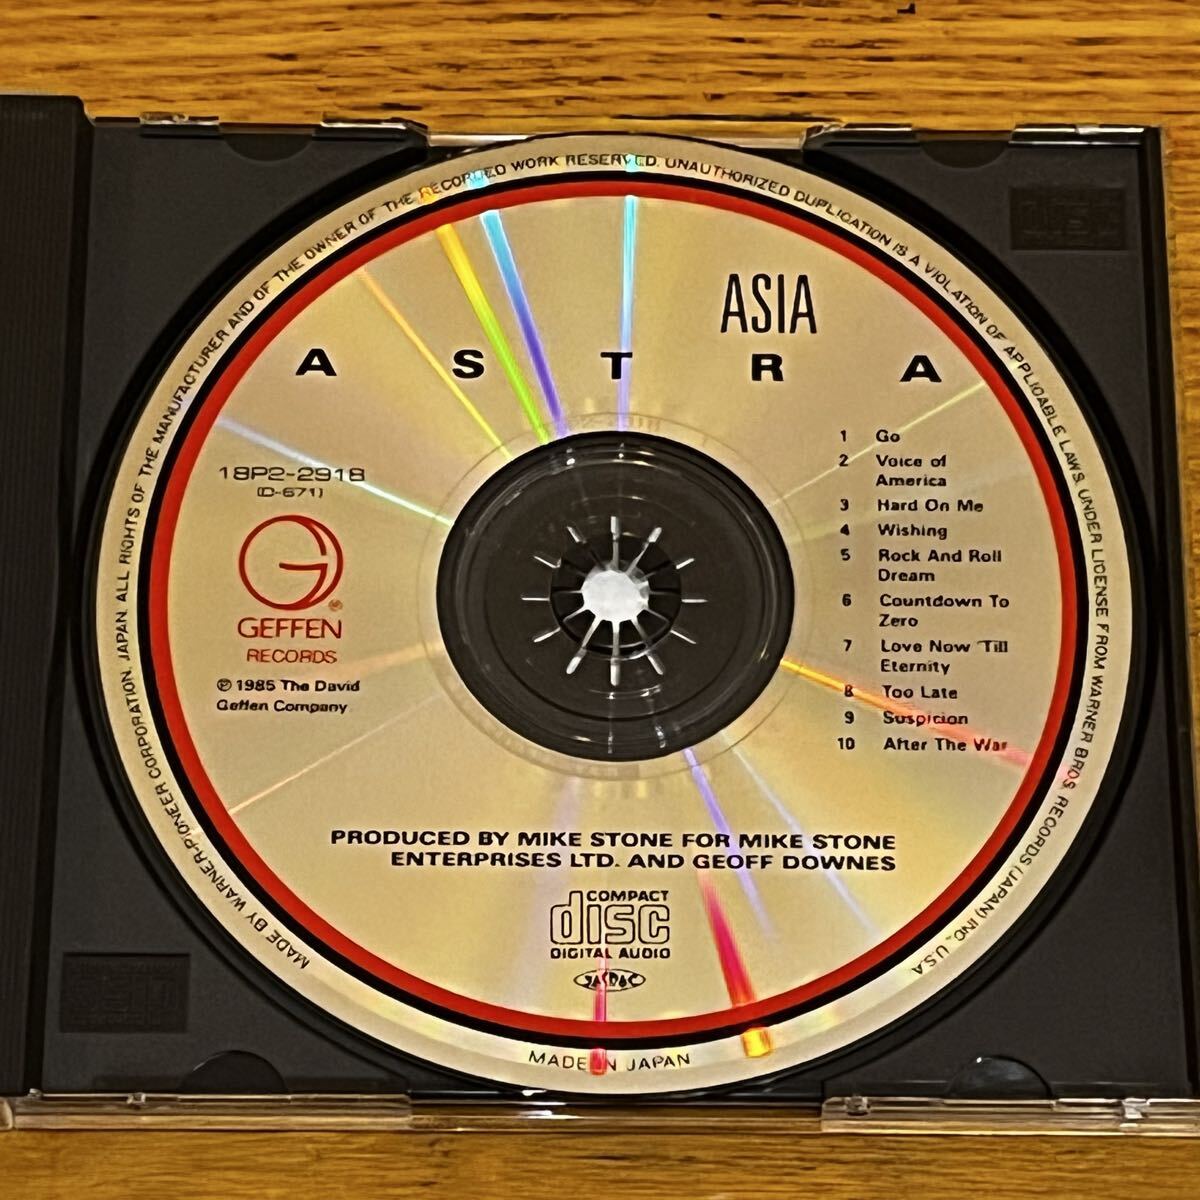 MADE BY WARNER-PIONEER CORPORATION, JAPAN. ALL RIGHTS OF THE MANUFACTURER AND OF THE OWNER OF THE RECORDED WORK RESERVED. UNAUTHORIZED DUPLICATION IS A VIOLATION OF APPLICABLE LAWS. UNDER LICENSE FROM WARNER BROS. RECORDS (JAPAN) INC., U.S.A
ASIA
ASTRA
18P2-2918
(D-671)
G
GEFFEN
RECORDS
℗ 1985 The David
Geffen Company
1 Go
2 Voice of
America
3 Hard On Me
4 Wishing
5 Rock And Roll
Dream
6 Countdown To
Zero
7 Love Now 'Till
Eternity
8 Too Late
9 Suspicion
10 After The War
PRODUCED BY MIKE STONE FOR MIKE STONE
ENTERPRISES LTD. AND GEOFF DOWNES
COMPACT
disc
DIGITAL AUDIO
JASRAC
MADE IN JAPAN